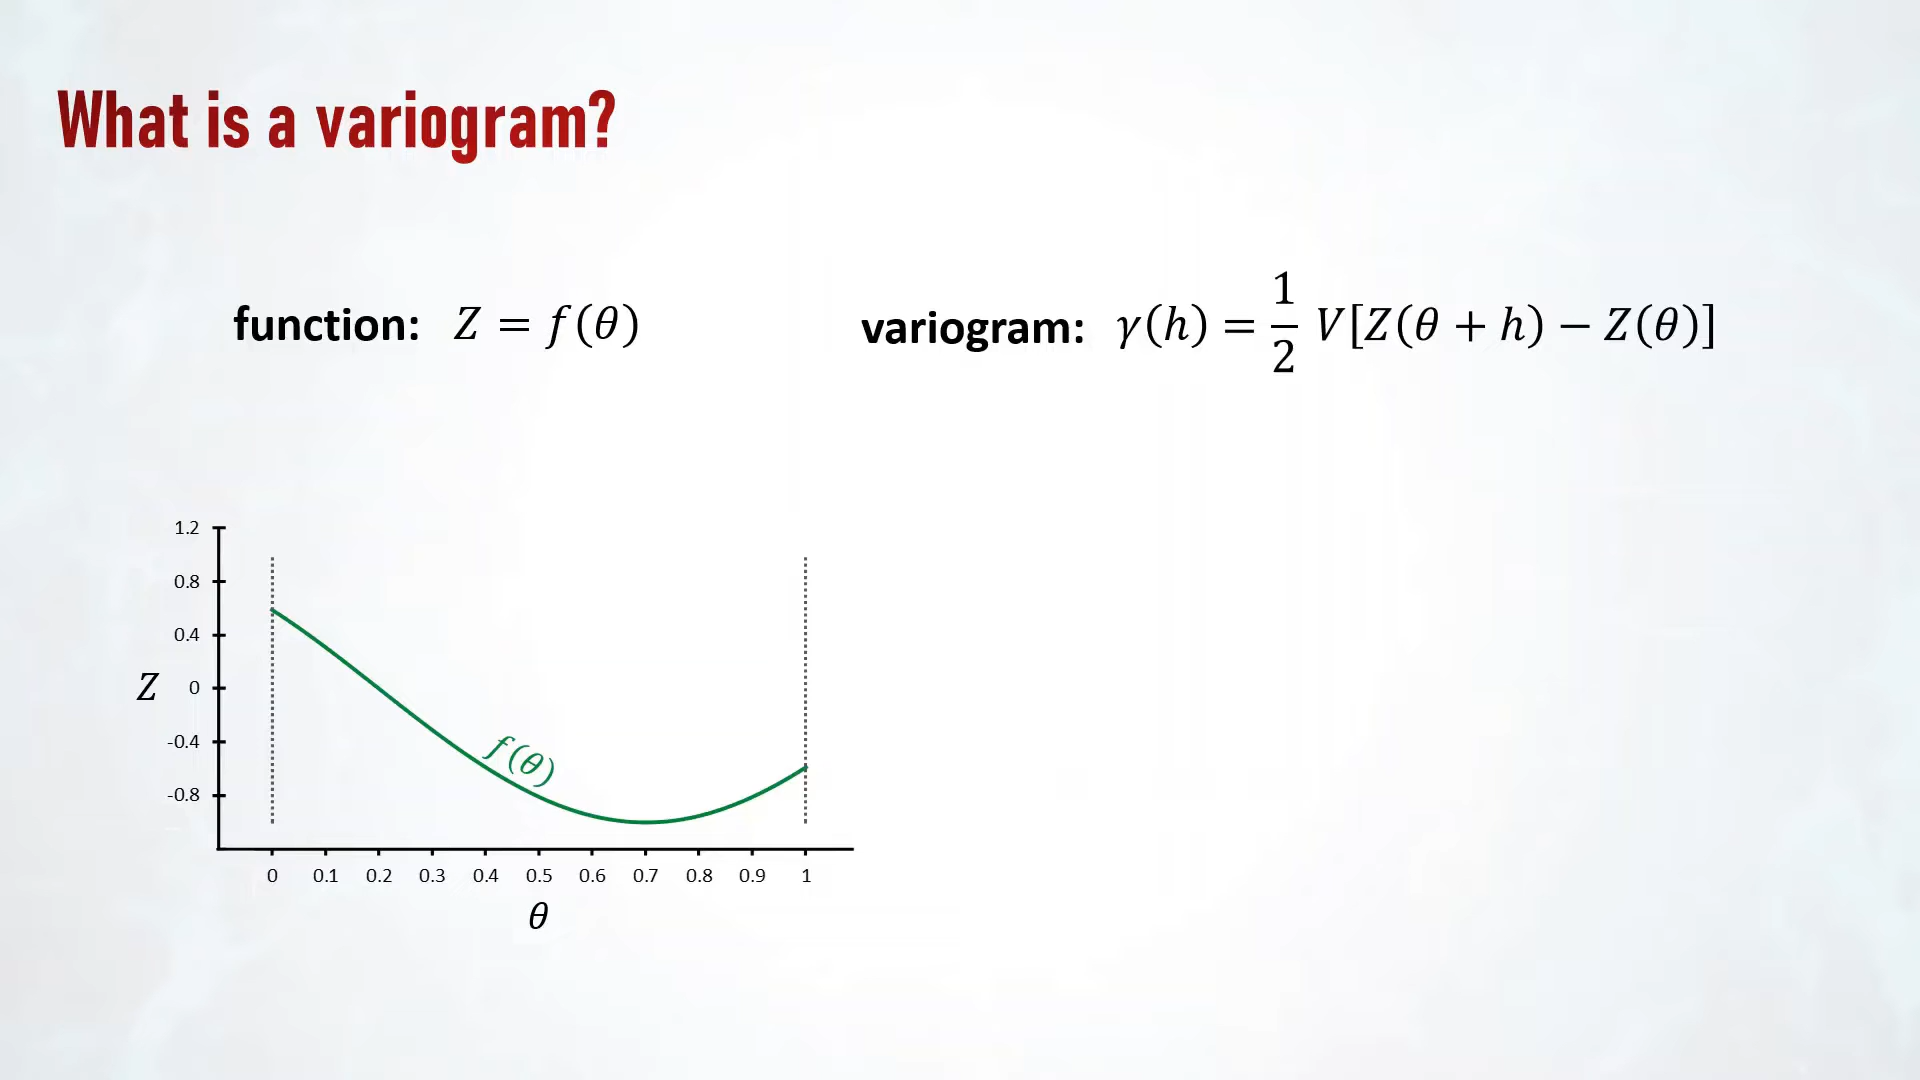 What is a variogram?
function: Z = f(θ)
variogram: γ(h) = 1/2 V[Z(θ + h) − Z(θ)]
1.2
0.8
0.4
0
-0.4
-0.8
Z
f(θ)
0 0.1 0.2 0.3 0.4 0.5 0.6 0.7 0.8 0.9 1
θ